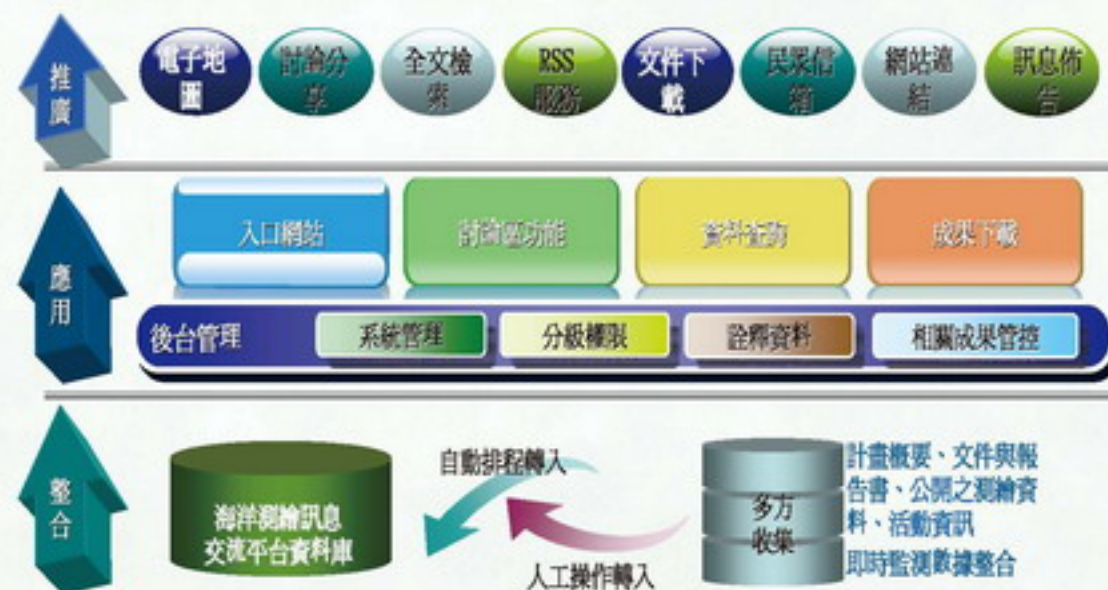 推廣
電子地
圖
討論分
享
全文檢
索
RSS
服務
文件下
載
民眾信
箱
網站連
結
訊息佈
告
應用
入口網站
討論區功能
資料查詢
成果下載
後台管理
系統管理
分級權限
詮釋資料
相關成果管控
整合
海洋測繪訊息
交流平台資料庫
自動排程轉入
人工操作轉入
多方
收集
計畫概要、文件與報
告書、公開之測繪資
料、活動資訊
即時監測數據整合